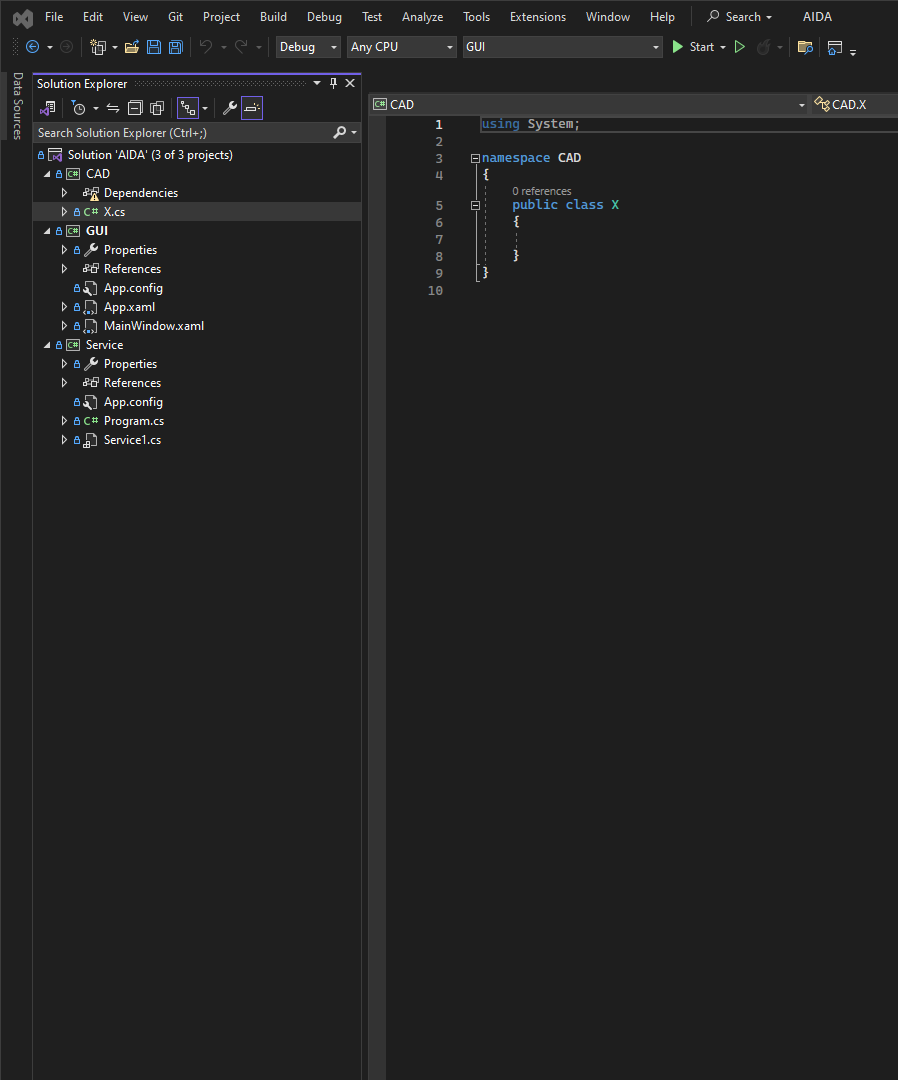 File Edit View Git Project Build Debug Test Analyze Tools Extensions Window Help Search AIDA
Debug Any CPU GUI Start
Data Sources
Solution Explorer
Search Solution Explorer (Ctrl+;)
Solution 'AIDA' (3 of 3 projects)
C# CAD
Dependencies
C# X.cs
C# GUI
Properties
References
App.config
App.xaml
MainWindow.xaml
C# Service
Properties
References
App.config
C# Program.cs
Service1.cs
C# CAD CAD.X
1 using System;
2
3 namespace CAD
4 {
0 references
5 public class X
6 {
7
8 }
9 }
10